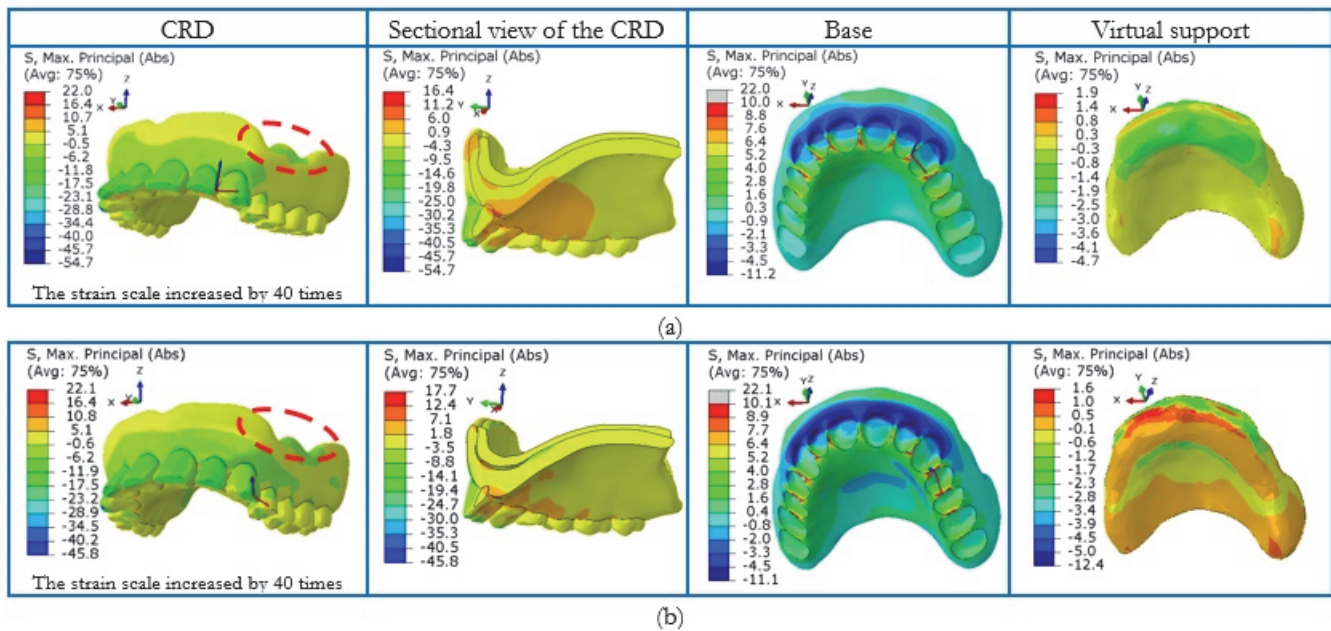 CRD
Sectional view of the CRD
Base
Virtual support
S, Max. Principal (Abs)
(Avg: 75%)
22.0
16.4
10.7
5.1
-0.5
-6.2
-11.8
-17.5
-23.1
-28.8
-34.4
-40.0
-45.7
-54.7
X
Y
Z
The strain scale increased by 40 times
S, Max. Principal (Abs)
(Avg: 75%)
16.4
11.2
6.0
0.9
-4.3
-9.5
-14.6
-19.8
-25.0
-30.1
-35.3
-40.5
-45.7
-54.7
Y
Z
X
S, Max. Principal (Abs)
(Avg: 75%)
22.0
10.0
8.8
7.6
6.4
5.2
4.0
2.8
1.6
0.3
-0.9
-2.1
-3.3
-4.5
-11.2
X
Y
Z
S, Max. Principal (Abs)
(Avg: 75%)
1.9
1.4
0.8
0.3
-0.3
-0.8
-1.4
-1.9
-2.5
-3.0
-3.6
-4.1
-4.7
X
Y
Z
(a)
S, Max. Principal (Abs)
(Avg: 75%)
22.1
16.4
10.8
5.1
-0.6
-6.2
-11.9
-17.5
-23.2
-28.9
-34.5
-40.2
-45.8
X
Y
Z
The strain scale increased by 40 times
S, Max. Principal (Abs)
(Avg: 75%)
17.7
12.4
7.1
1.8
-3.5
-8.8
-14.1
-19.4
-24.7
-30.0
-35.3
-40.5
-45.8
Y
Z
X
S, Max. Principal (Abs)
(Avg: 75%)
22.1
10.1
8.9
7.7
6.4
5.2
4.0
2.8
1.6
0.4
-0.8
-2.0
-3.3
-4.5
-11.1
X
Y
Z
S, Max. Principal (Abs)
(Avg: 75%)
1.6
1.0
0.5
-0.1
-0.6
-1.2
-1.7
-2.3
-2.8
-3.4
-3.9
-4.5
-5.0
-12.4
X
Y
Z
(b)